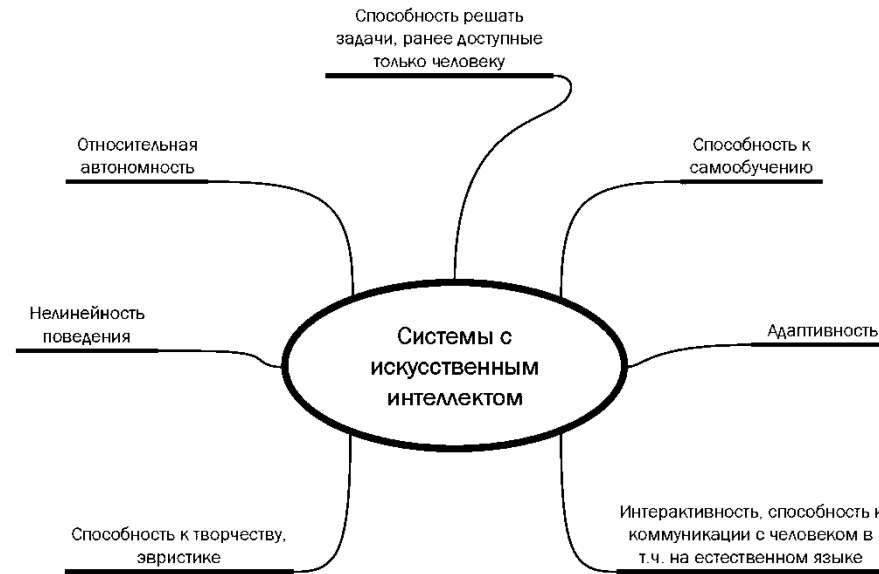 Способность решать
задачи, ранее доступные
только человеку
Относительная
автономность
Способность к
самообучению
Нелинейность
поведения
Системы с
искусственным
интеллектом
Адаптивность
Способность к творчеству,
эвристике
Интерактивность, способность к
коммуникации с человеком в
т.ч. на естественном языке